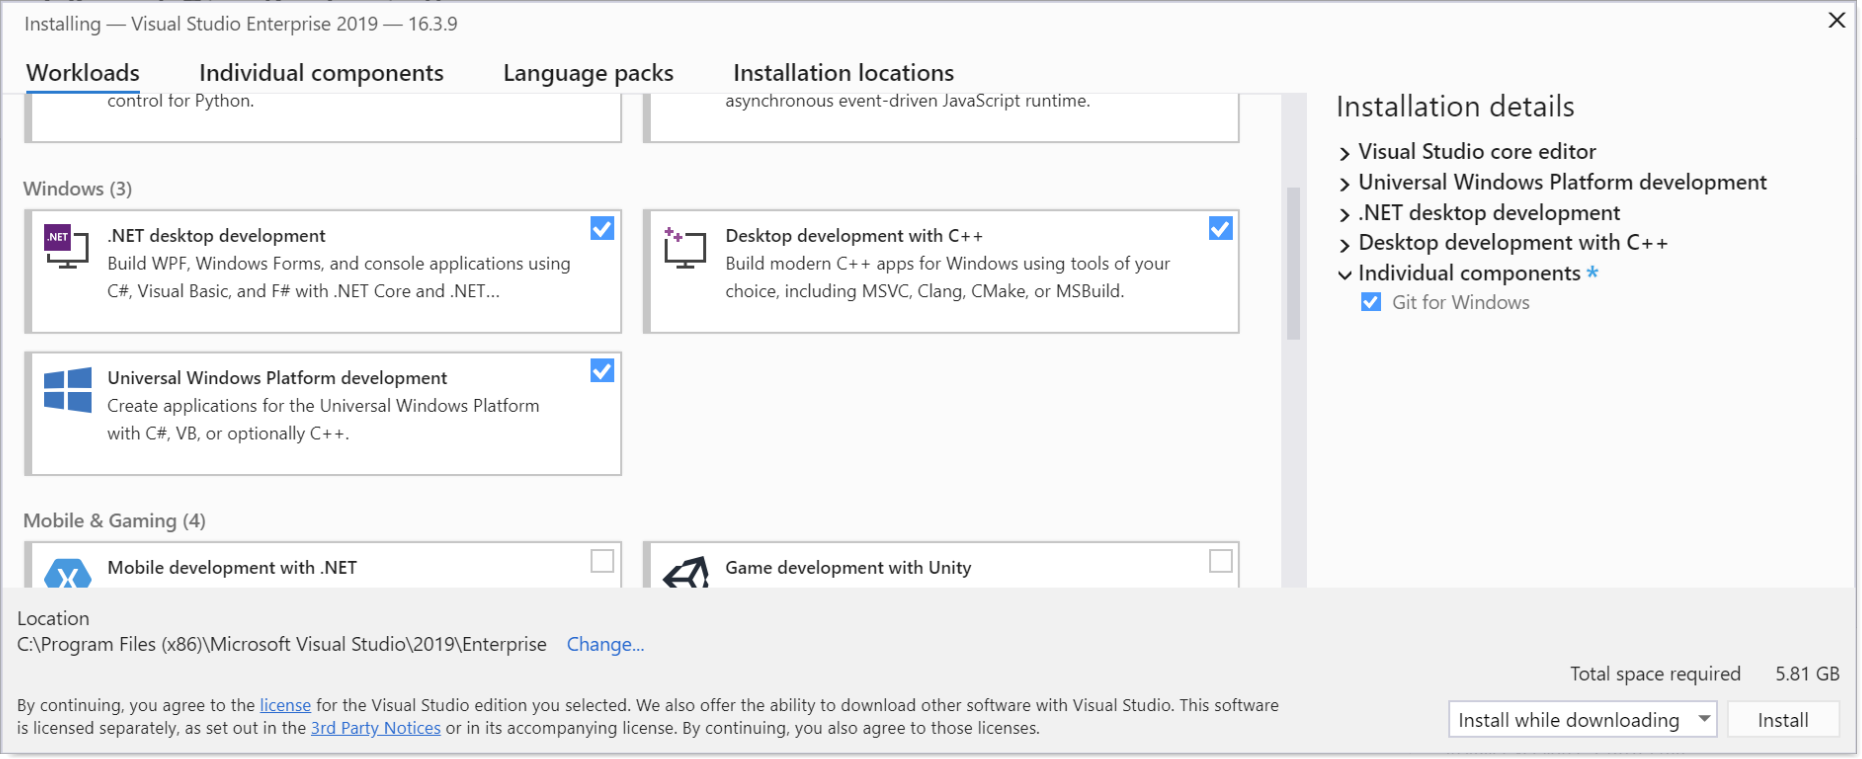 Installing — Visual Studio Enterprise 2019 — 16.3.9
Workloads
Individual components
Language packs
Installation locations
control for Python.
asynchronous event-driven JavaScript runtime.
Windows (3)
.NET
.NET desktop development
Build WPF, Windows Forms, and console applications using
C#, Visual Basic, and F# with .NET Core and .NET...
Desktop development with C++
Build modern C++ apps for Windows using tools of your
choice, including MSVC, Clang, CMake, or MSBuild.
Universal Windows Platform development
Create applications for the Universal Windows Platform
with C#, VB, or optionally C++.
Mobile & Gaming (4)
Mobile development with .NET
Game development with Unity
Installation details
Visual Studio core editor
Universal Windows Platform development
.NET desktop development
Desktop development with C++
Individual components *
Git for Windows
Location
C:\Program Files (x86)\Microsoft Visual Studio\2019\Enterprise Change...
Total space required 5.81 GB
By continuing, you agree to the license for the Visual Studio edition you selected. We also offer the ability to download other software with Visual Studio. This software
is licensed separately, as set out in the 3rd Party Notices or in its accompanying license. By continuing, you also agree to those licenses.
Install while downloading
Install